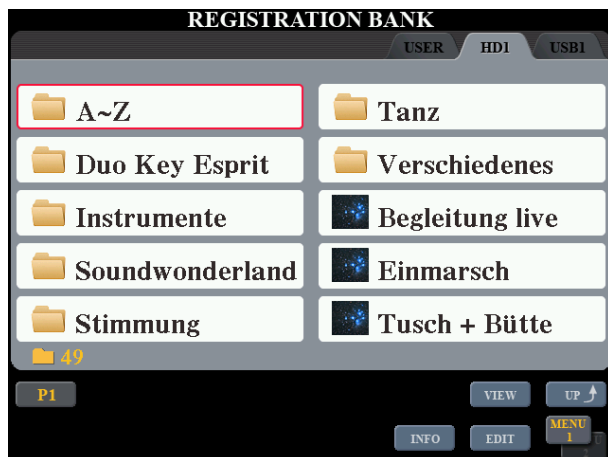 REGISTRATION BANK
USER HD1 USB1
A~Z
Tanz
Duo Key Esprit
Verschiedenes
Instrumente
Begleitung live
Soundwonderland
Einmarsch
Stimmung
Tusch + Bütte
49
P1
VIEW
UP
INFO
EDIT
MENU
1
2